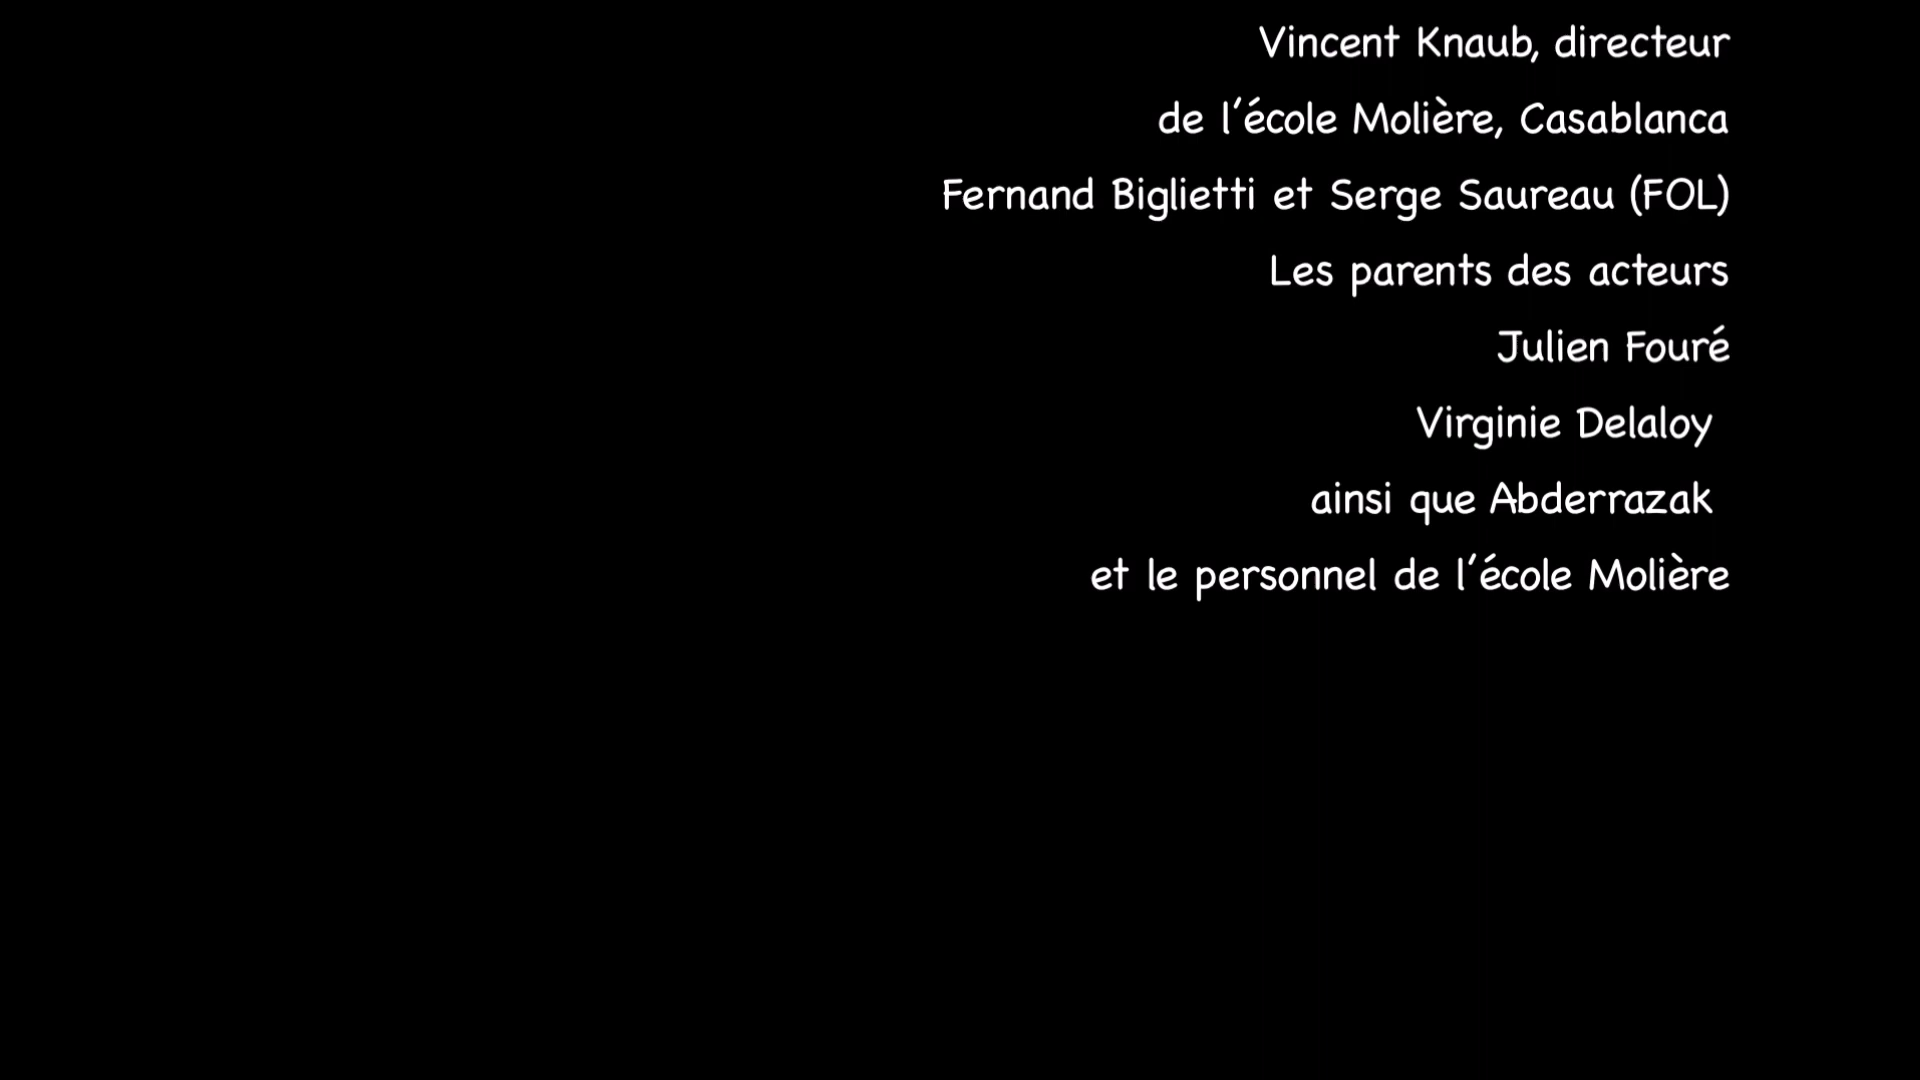 Vincent Knaub, directeur
de l'école Molière, Casablanca
Fernand Biglietti et Serge Saureau (FOL)
Les parents des acteurs
Julien Fouré
Virginie Delaloy
ainsi que Abderrazak
et le personnel de l'école Molière